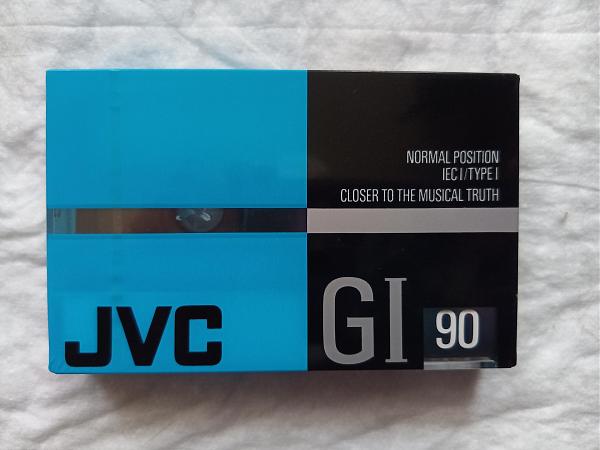 NORMAL POSITION
IEC I/TYPE I
CLOSER TO THE MUSICAL TRUTH
JVC
GI
90